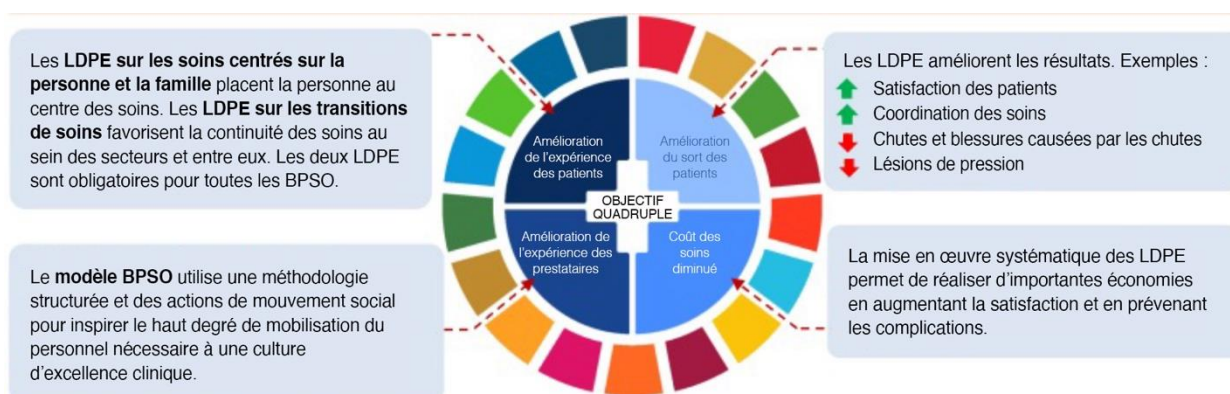 Les LDPE sur les soins centrés sur la
personne et la famille placent la personne au
centre des soins. Les LDPE sur les transitions
de soins favorisent la continuité des soins au
sein des secteurs et entre eux. Les deux LDPE
sont obligatoires pour toutes les BPSO.
Le modèle BPSO utilise une méthodologie
structurée et des actions de mouvement social
pour inspirer le haut degré de mobilisation du
personnel nécessaire à une culture
d'excellence clinique.
Amélioration
de l'expérience
des patients
Amélioration
du sort des
patients
OBJECTIF
QUADRUPLE
Amélioration de
l'expérience des
prestataires
Coût des
soins
diminué
Les LDPE améliorent les résultats. Exemples :
Satisfaction des patients
Coordination des soins
Chutes et blessures causées par les chutes
Lésions de pression
La mise en œuvre systématique des LDPE
permet de réaliser d'importantes économies
en augmentant la satisfaction et en prévenant
les complications.